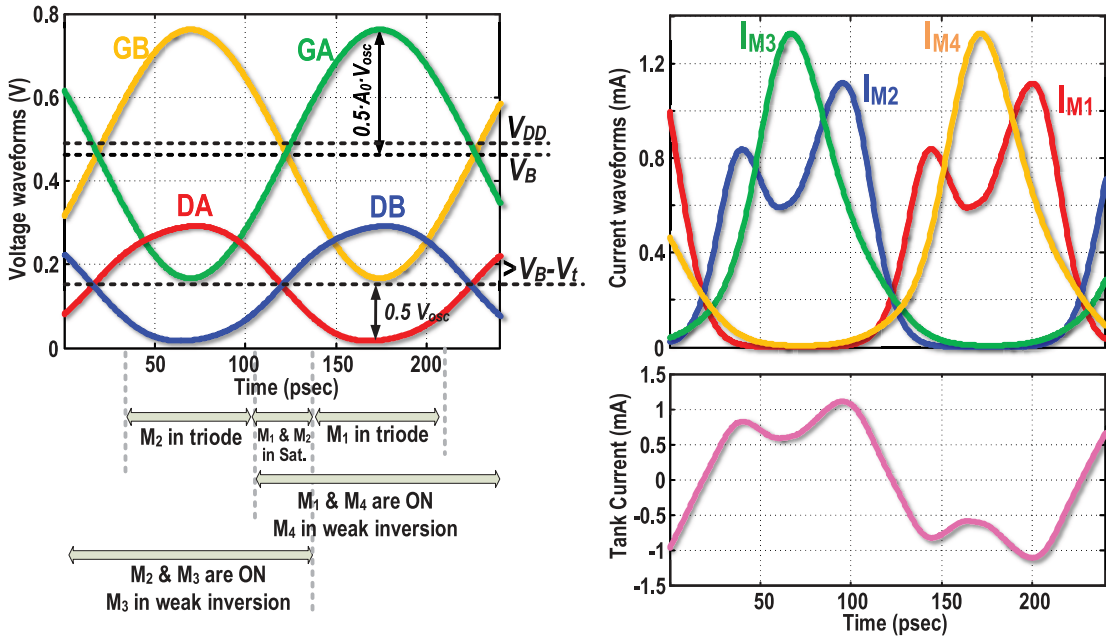 0.8
0.6
0.4
0.2
0
Voltage waveforms (V)
GB
GA
0.5·A₀·Vosc
VDD
VB
DA
DB
>VB-Vt
0.5 Vosc
50
100
150
200
Time (psec)
M₂ in triode
M₁ & M₂
in Sat.
M₁ in triode
M₁ & M₄ are ON
M₄ in weak inversion
M₂ & M₃ are ON
M₃ in weak inversion
1.2
0.8
0.4
0
Current waveforms (mA)
IM3
IM2
IM4
IM1
1.5
1
0.5
0
-0.5
-1
-1.5
Tank Current (mA)
50
100
150
200
Time (psec)